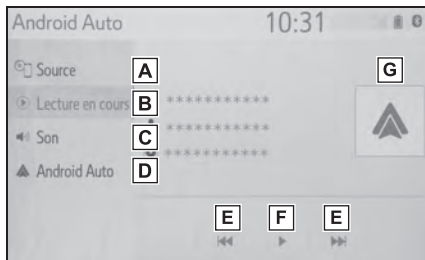 Android Auto 10:31
Source A G
Lecture en cours B ***********
Son C ***********
***********
Android Auto D
E F E